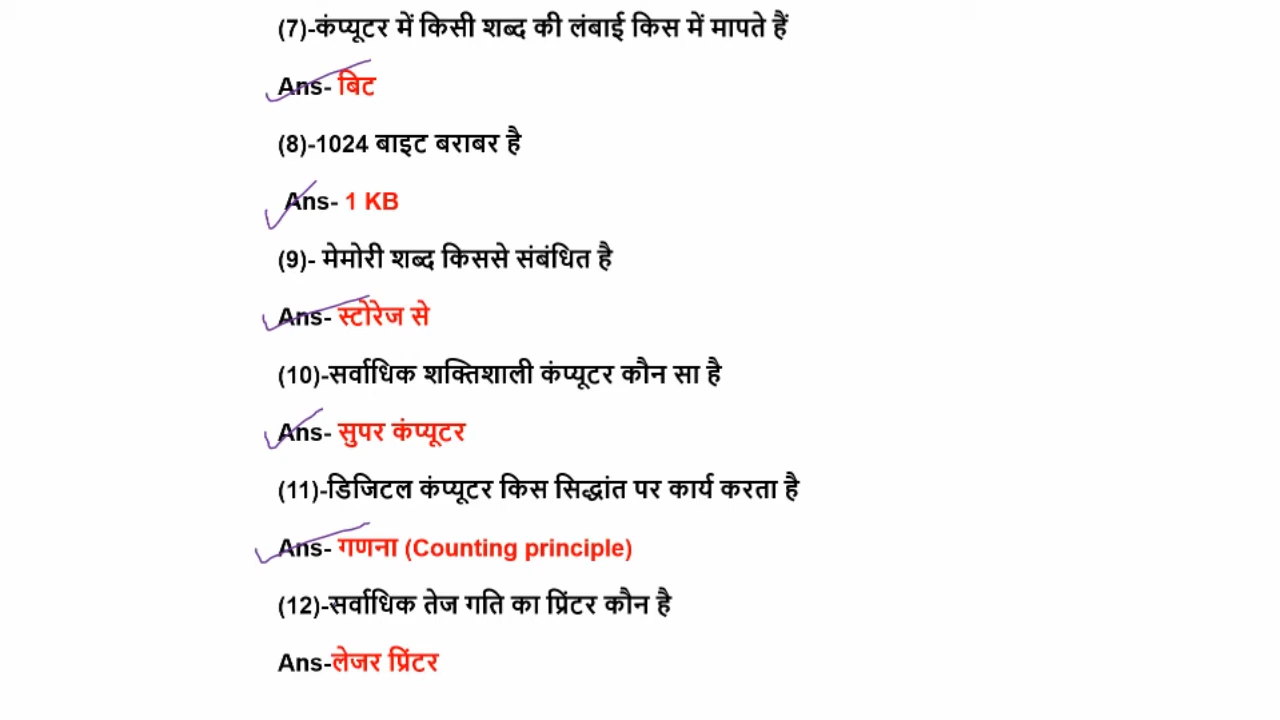 (7)-कंप्यूटर में किसी शब्द की लंबाई किस में मापते हैं
Ans- बिट
(8)-1024 बाइट बराबर है
Ans- 1 KB
(9)- मेमोरी शब्द किससे संबंधित है
Ans- स्टोरेज से
(10)-सर्वाधिक शक्तिशाली कंप्यूटर कौन सा है
Ans- सुपर कंप्यूटर
(11)-डिजिटल कंप्यूटर किस सिद्धांत पर कार्य करता है
Ans- गणना (Counting principle)
(12)-सर्वाधिक तेज गति का प्रिंटर कौन है
Ans-लेजर प्रिंटर